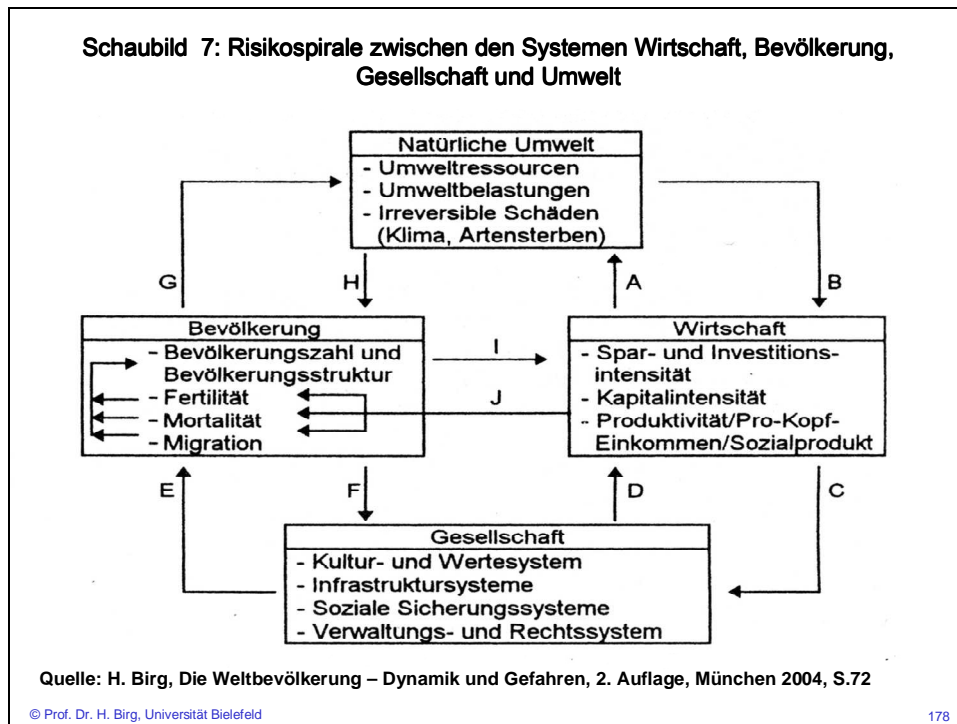 Schaubild 7: Risikospirale zwischen den Systemen Wirtschaft, Bevölkerung,
Gesellschaft und Umwelt
Natürliche Umwelt
- Umweltressourcen
- Umweltbelastungen
- Irreversible Schäden
(Klima, Artensterben)
G
H
A
B
Bevölkerung
- Bevölkerungszahl und
Bevölkerungsstruktur
- Fertilität
- Mortalität
- Migration
I
J
Wirtschaft
- Spar- und Investitions-
intensität
- Kapitalintensität
- Produktivität/Pro-Kopf-
Einkommen/Sozialprodukt
E
F
D
C
Gesellschaft
- Kultur- und Wertesystem
- Infrastruktursysteme
- Soziale Sicherungssysteme
- Verwaltungs- und Rechtssystem
Quelle: H. Birg, Die Weltbevölkerung – Dynamik und Gefahren, 2. Auflage, München 2004, S.72
© Prof. Dr. H. Birg, Universität Bielefeld
178